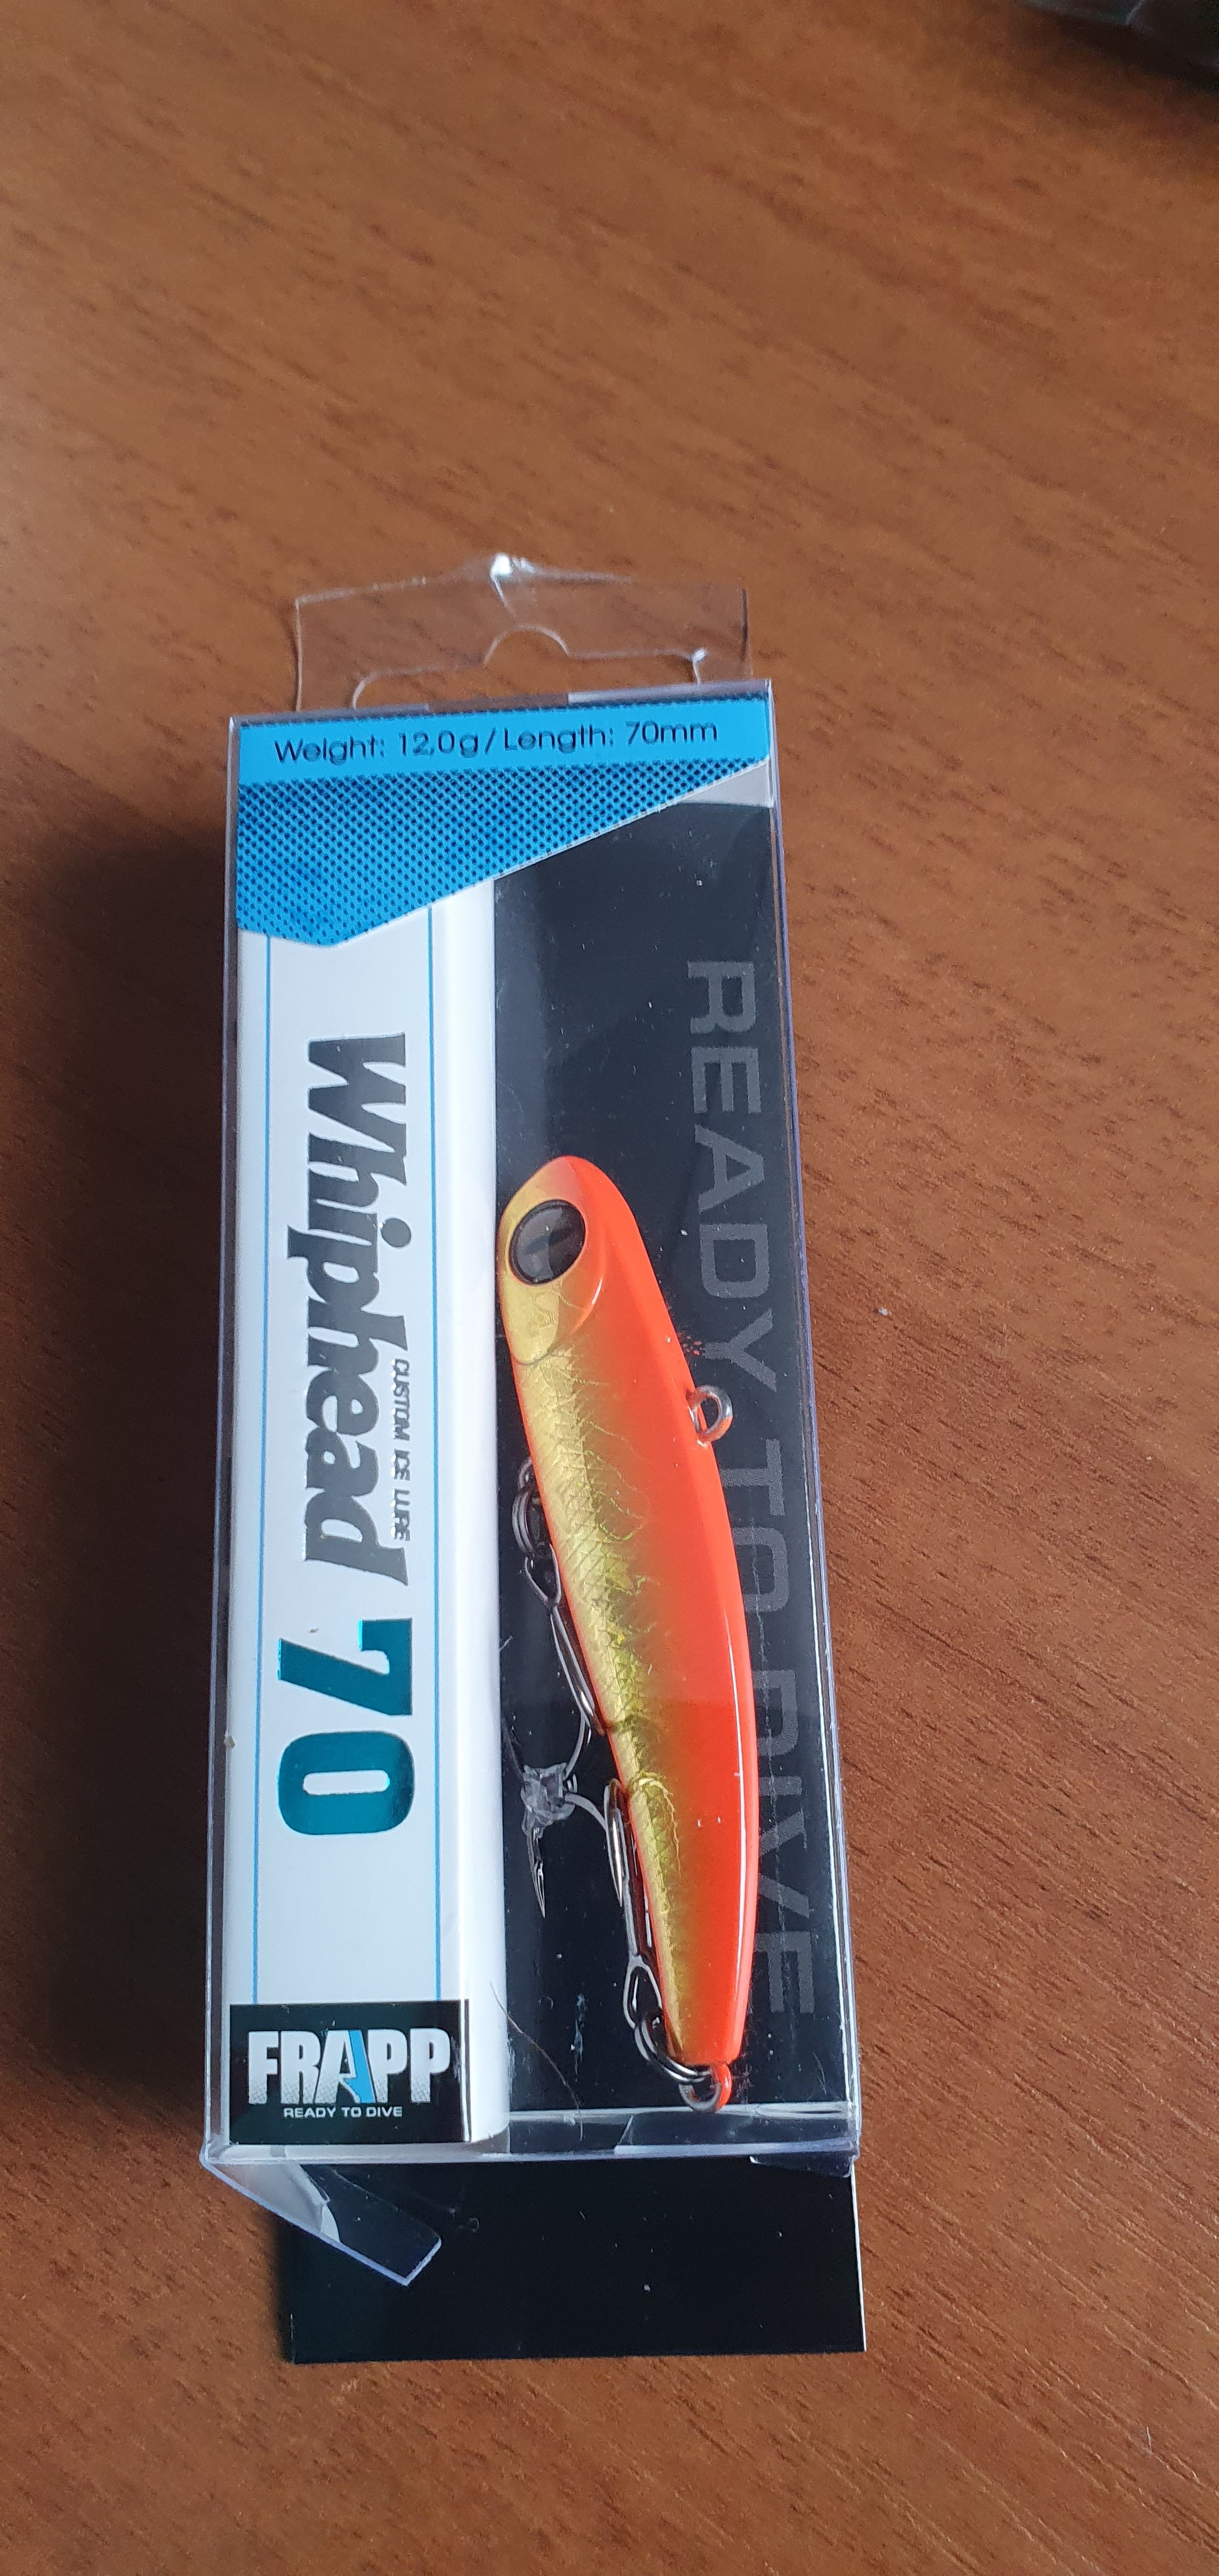 Weight: 12,0g / Length: 70mm
READY TO DIVE
CUSTOM ICE LURE
Whiphead 70
FRAPP
READY TO DIVE